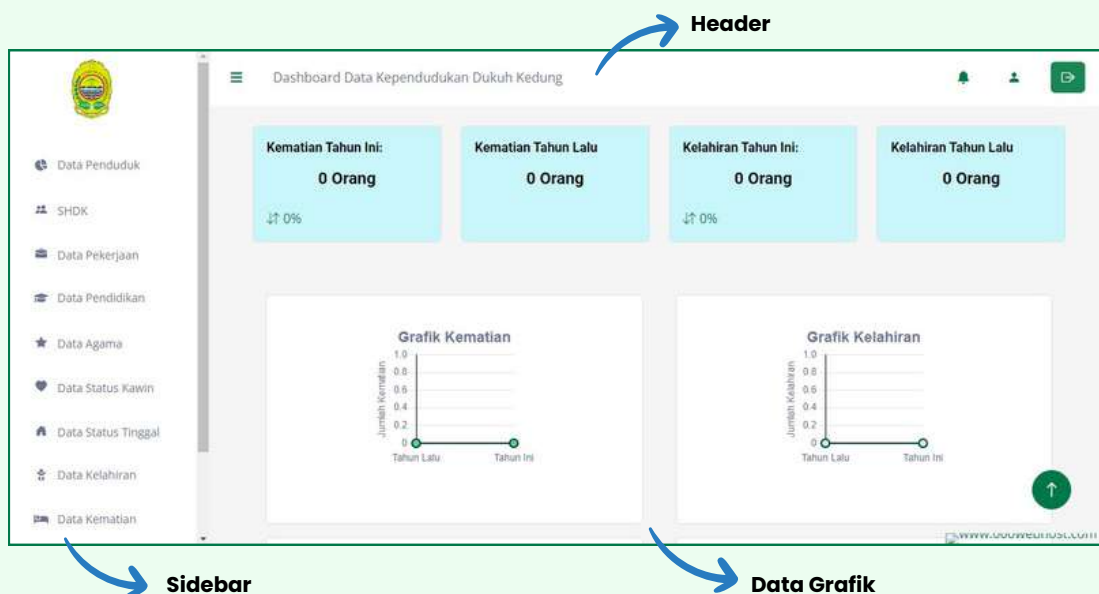 Header
Dashboard Data Kependudukan Dukuh Kedung
Data Penduduk
SHDK
Data Pekerjaan
Data Pendidikan
Data Agama
Data Status Kawin
Data Status Tinggal
Data Kelahiran
Data Kematian
Kematian Tahun Ini:
0 Orang
↓↑ 0%
Kematian Tahun Lalu
0 Orang
Kelahiran Tahun Ini:
0 Orang
↓↑ 0%
Kelahiran Tahun Lalu
0 Orang
Grafik Kematian
Jumlah Kematian
1.0
0.8
0.6
0.4
0.2
0
Tahun Lalu Tahun Ini
Grafik Kelahiran
Jumlah Kelahiran
1.0
0.8
0.6
0.4
0.2
0
Tahun Lalu Tahun Ini
www.000webhost.com
Sidebar
Data Grafik